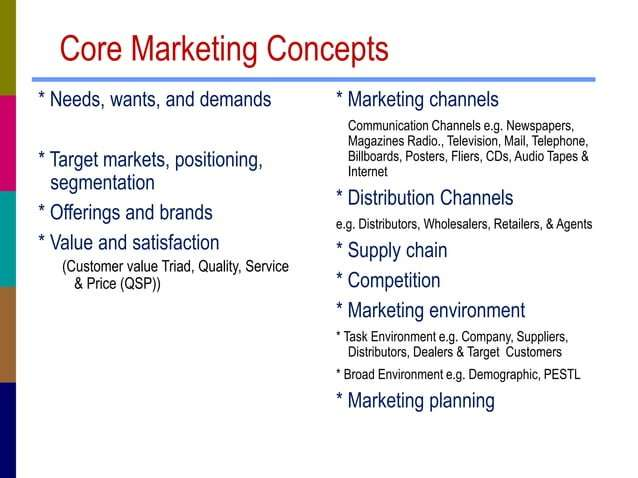 Core Marketing Concepts
* Needs, wants, and demands
* Target markets, positioning,
segmentation
* Offerings and brands
* Value and satisfaction
(Customer value Triad, Quality, Service
& Price (QSP))
* Marketing channels
Communication Channels e.g. Newspapers,
Magazines Radio., Television, Mail, Telephone,
Billboards, Posters, Fliers, CDs, Audio Tapes &
Internet
* Distribution Channels
e.g. Distributors, Wholesalers, Retailers, & Agents
* Supply chain
* Competition
* Marketing environment
* Task Environment e.g. Company, Suppliers,
Distributors, Dealers & Target Customers
* Broad Environment e.g. Demographic, PESTL
* Marketing planning